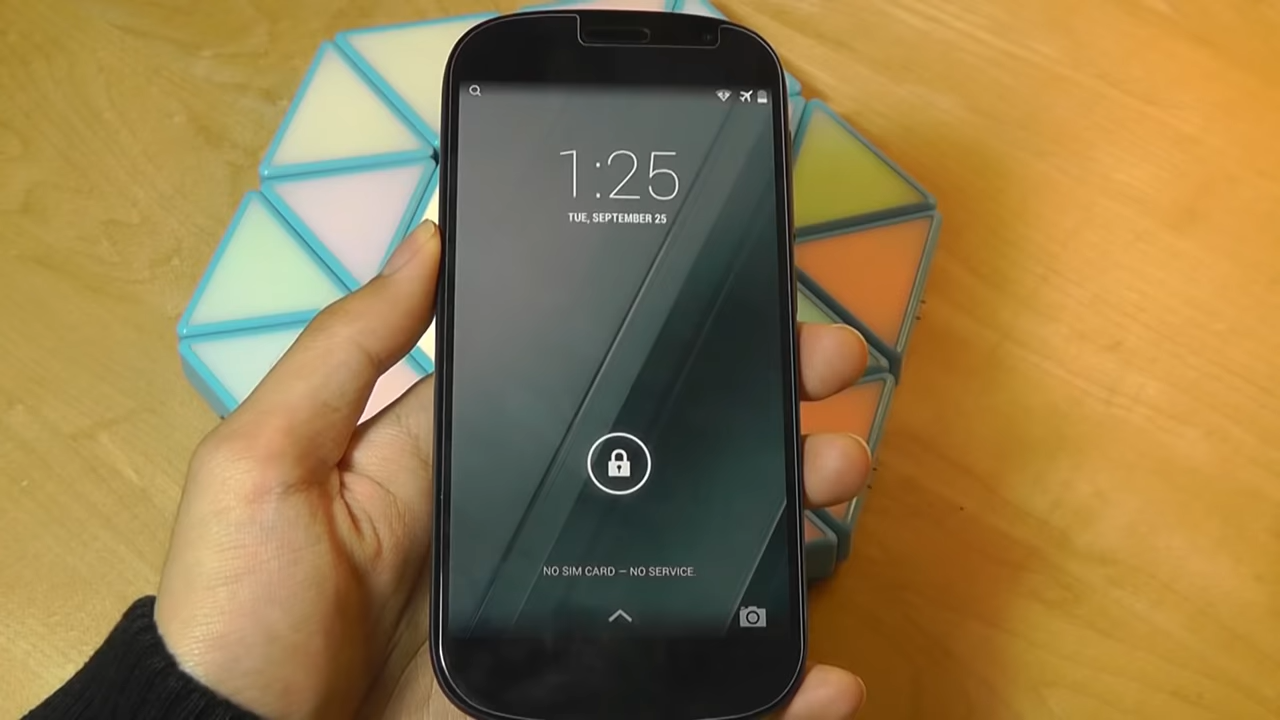 1:25
TUE, SEPTEMBER 25
NO SIM CARD — NO SERVICE.